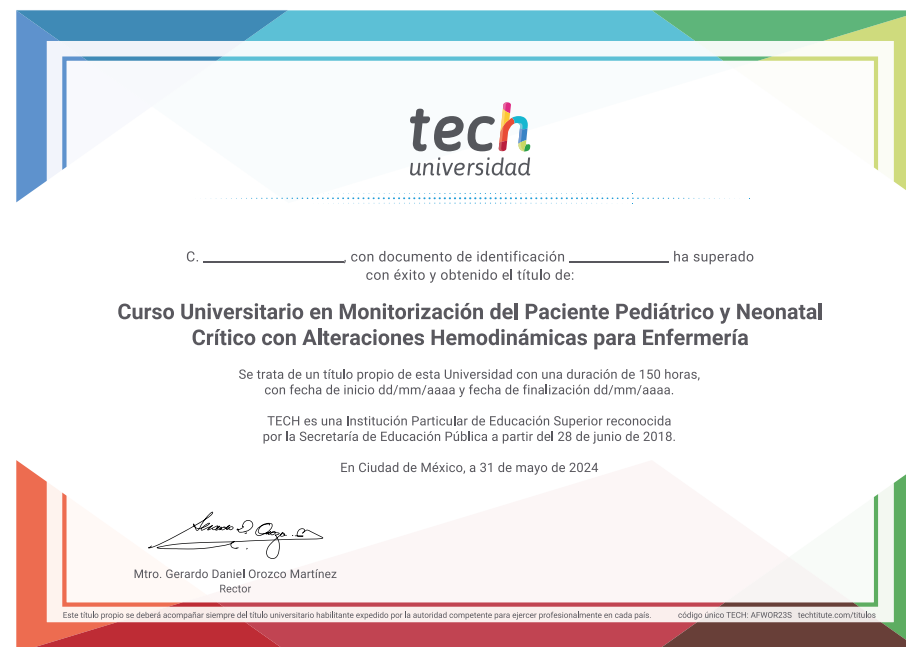 tech
universidad
C. ____________________, con documento de identificación ______________ ha superado
con éxito y obtenido el título de:
Curso Universitario en Monitorización del Paciente Pediátrico y Neonatal
Crítico con Alteraciones Hemodinámicas para Enfermería
Se trata de un título propio de esta Universidad con una duración de 150 horas,
con fecha de inicio dd/mm/aaaa y fecha de finalización dd/mm/aaaa.
TECH es una Institución Particular de Educación Superior reconocida
por la Secretaría de Educación Pública a partir del 28 de junio de 2018.
En Ciudad de México, a 31 de mayo de 2024
Mtro. Gerardo Daniel Orozco Martínez
Rector
Este título propio se deberá acompañar siempre del título universitario habilitante expedido por la autoridad competente para ejercer profesionalmente en cada país. código único TECH: AFWOR23S techtitute.com/titulos